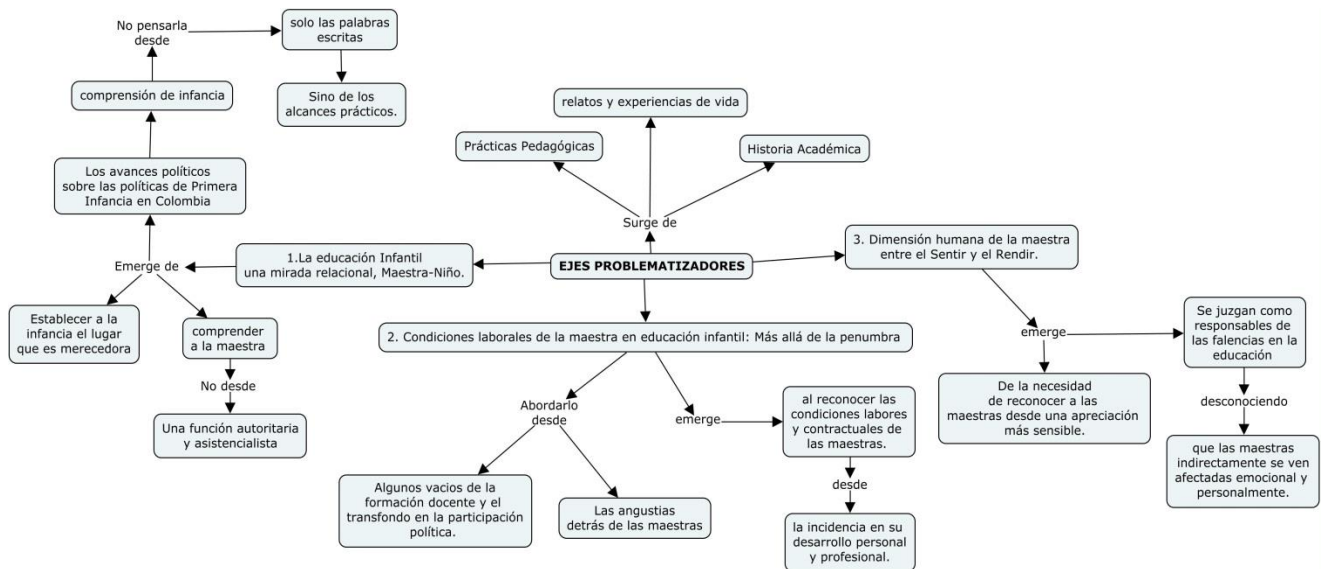 No pensarla
desde
solo las palabras
escritas
comprensión de infancia
Sino de los
alcances prácticos.
relatos y experiencias de vida
Prácticas Pedagógicas
Historia Académica
Los avances políticos
sobre las políticas de Primera
Infancia en Colombia
Surge de
Emerge de
1.La educación Infantil
una mirada relacional, Maestra-Niño.
EJES PROBLEMATIZADORES
3. Dimensión humana de la maestra
entre el Sentir y el Rendir.
Establecer a la
infancia el lugar
que es merecedora
comprender
a la maestra
No desde
Una función autoritaria
y asistencialista
2. Condiciones laborales de la maestra en educación infantil: Más allá de la penumbra
Abordarlo
desde
emerge
al reconocer las
condiciones labores
y contractuales de
las maestras.
Algunos vacios de la
formación docente y el
transfondo en la participación
política.
Las angustias
detrás de las maestras
desde
la incidencia en su
desarrollo personal
y profesional.
emerge
Se juzgan como
responsables de
las falencias en la
educación
De la necesidad
de reconocer a las
maestras desde una apreciación
más sensible.
desconociendo
que las maestras
indirectamente se ven
afectadas emocional y
personalmente.